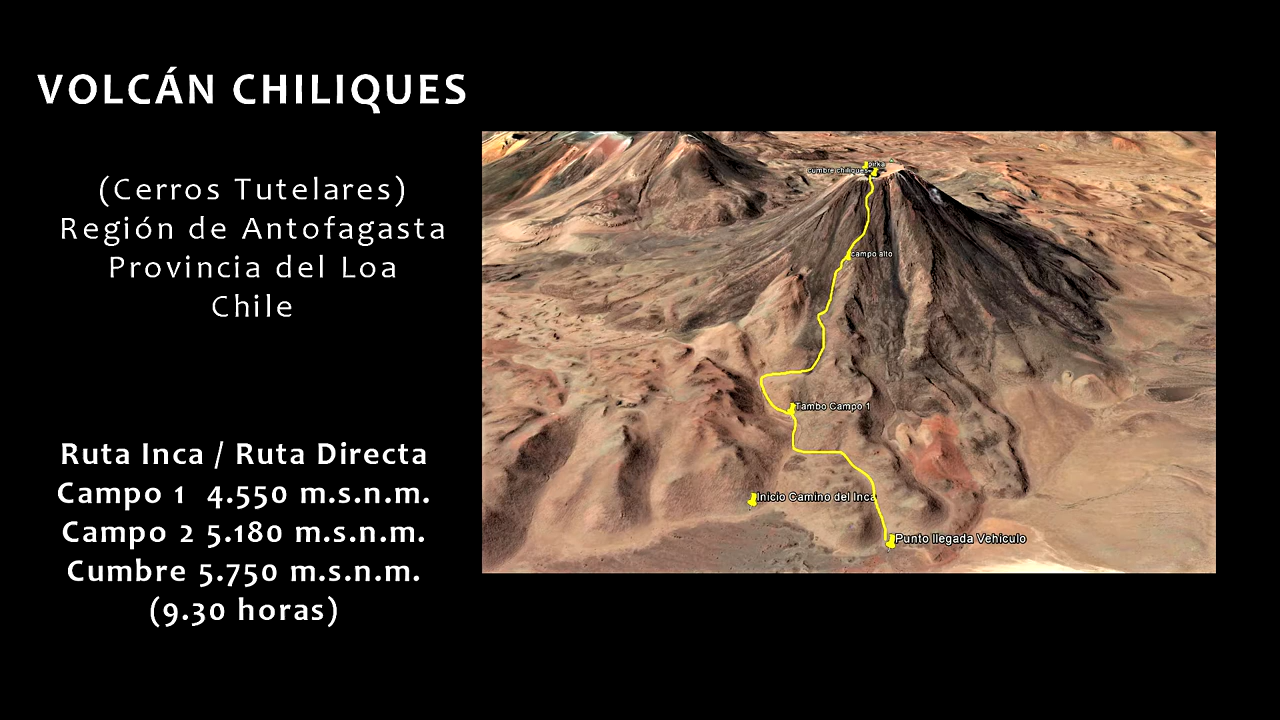 VOLCÁN CHILIQUES
(Cerros Tutelares)
Región de Antofagasta
Provincia del Loa
Chile
Ruta Inca / Ruta Directa
Campo 1 4.550 m.s.n.m.
Campo 2 5.180 m.s.n.m.
Cumbre 5.750 m.s.n.m.
(9.30 horas)
pirka
cumbre chiliques
campo alto
Tambo Campo 1
Inicio Camino del Inca
Punto llegada Vehiculo